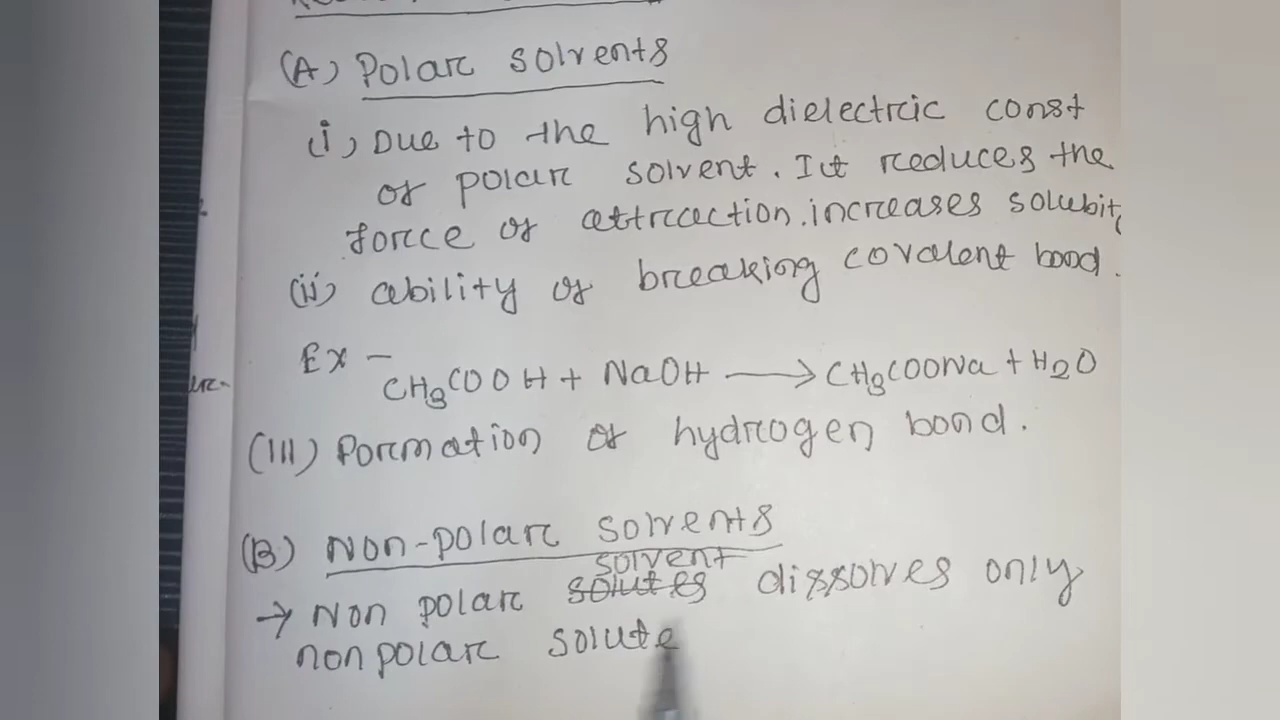 (A) Polar solvents
(i) Due to the high dielectric const
of polar solvent. It reduces the
force of attraction. increases solubit
(ii) ability of breaking covalent bond.
Ex - CH3COOH + NaOH → CH3COONa + H2O
(III) Formation of hydrogen bond.
(B) Non-polar solvents
solvent
→ Non polar solutes dissolves only
nonpolar solute